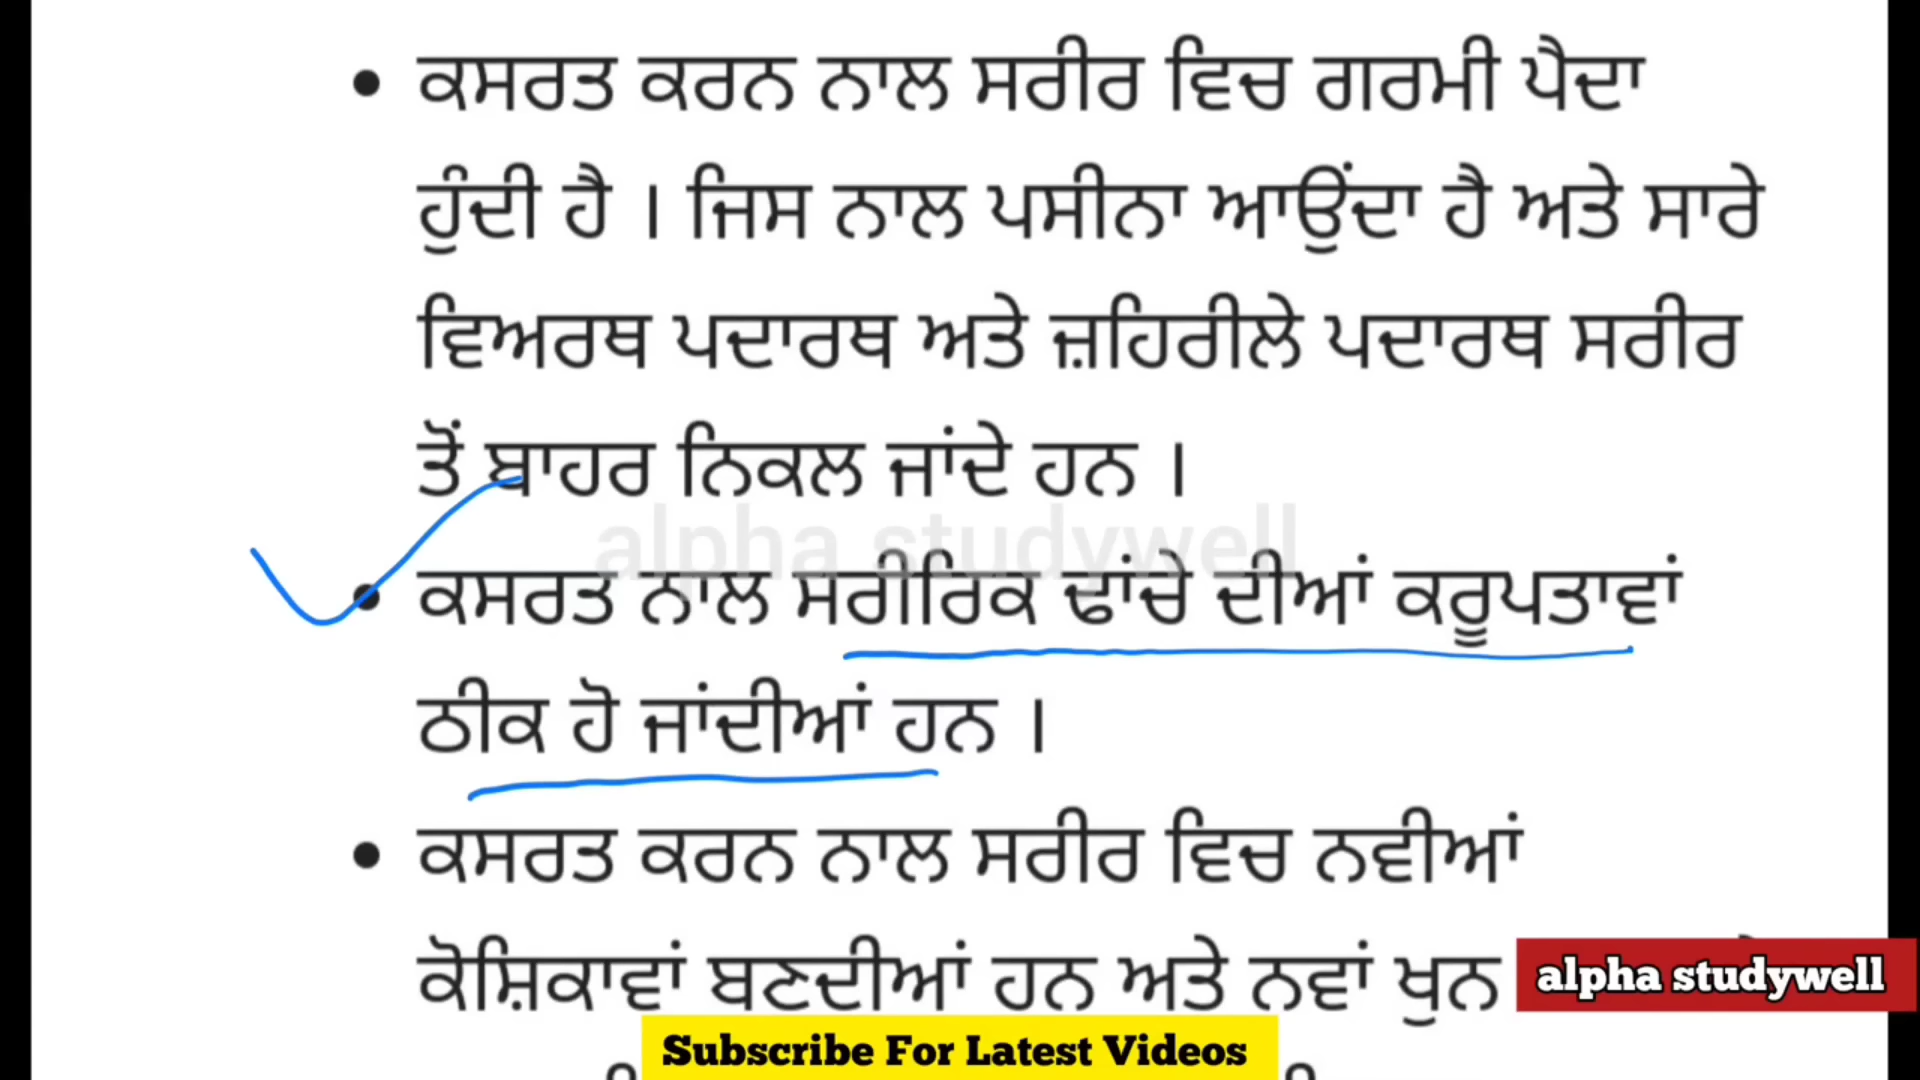 • ਕਸਰਤ ਕਰਨ ਨਾਲ ਸਰੀਰ ਵਿਚ ਗਰਮੀ ਪੈਦਾ
ਹੁੰਦੀ ਹੈ । ਜਿਸ ਨਾਲ ਪਸੀਨਾ ਆਉਂਦਾ ਹੈ ਅਤੇ ਸਾਰੇ
ਵਿਅਰਥ ਪਦਾਰਥ ਅਤੇ ਜ਼ਹਿਰੀਲੇ ਪਦਾਰਥ ਸਰੀਰ
ਤੋਂ ਬਾਹਰ ਨਿਕਲ ਜਾਂਦੇ ਹਨ ।
alpha studywell
• ਕਸਰਤ ਨਾਲ ਸਰੀਰਿਕ ਢਾਂਚੇ ਦੀਆਂ ਕਰੂਪਤਾਵਾਂ
ਠੀਕ ਹੋ ਜਾਂਦੀਆਂ ਹਨ ।
• ਕਸਰਤ ਕਰਨ ਨਾਲ ਸਰੀਰ ਵਿਚ ਨਵੀਆਂ
ਕੋਸ਼ਿਕਾਵਾਂ ਬਣਦੀਆਂ ਹਨ ਅਤੇ ਨਵਾਂ ਖੁਨ
alpha studywell
Subscribe For Latest Videos